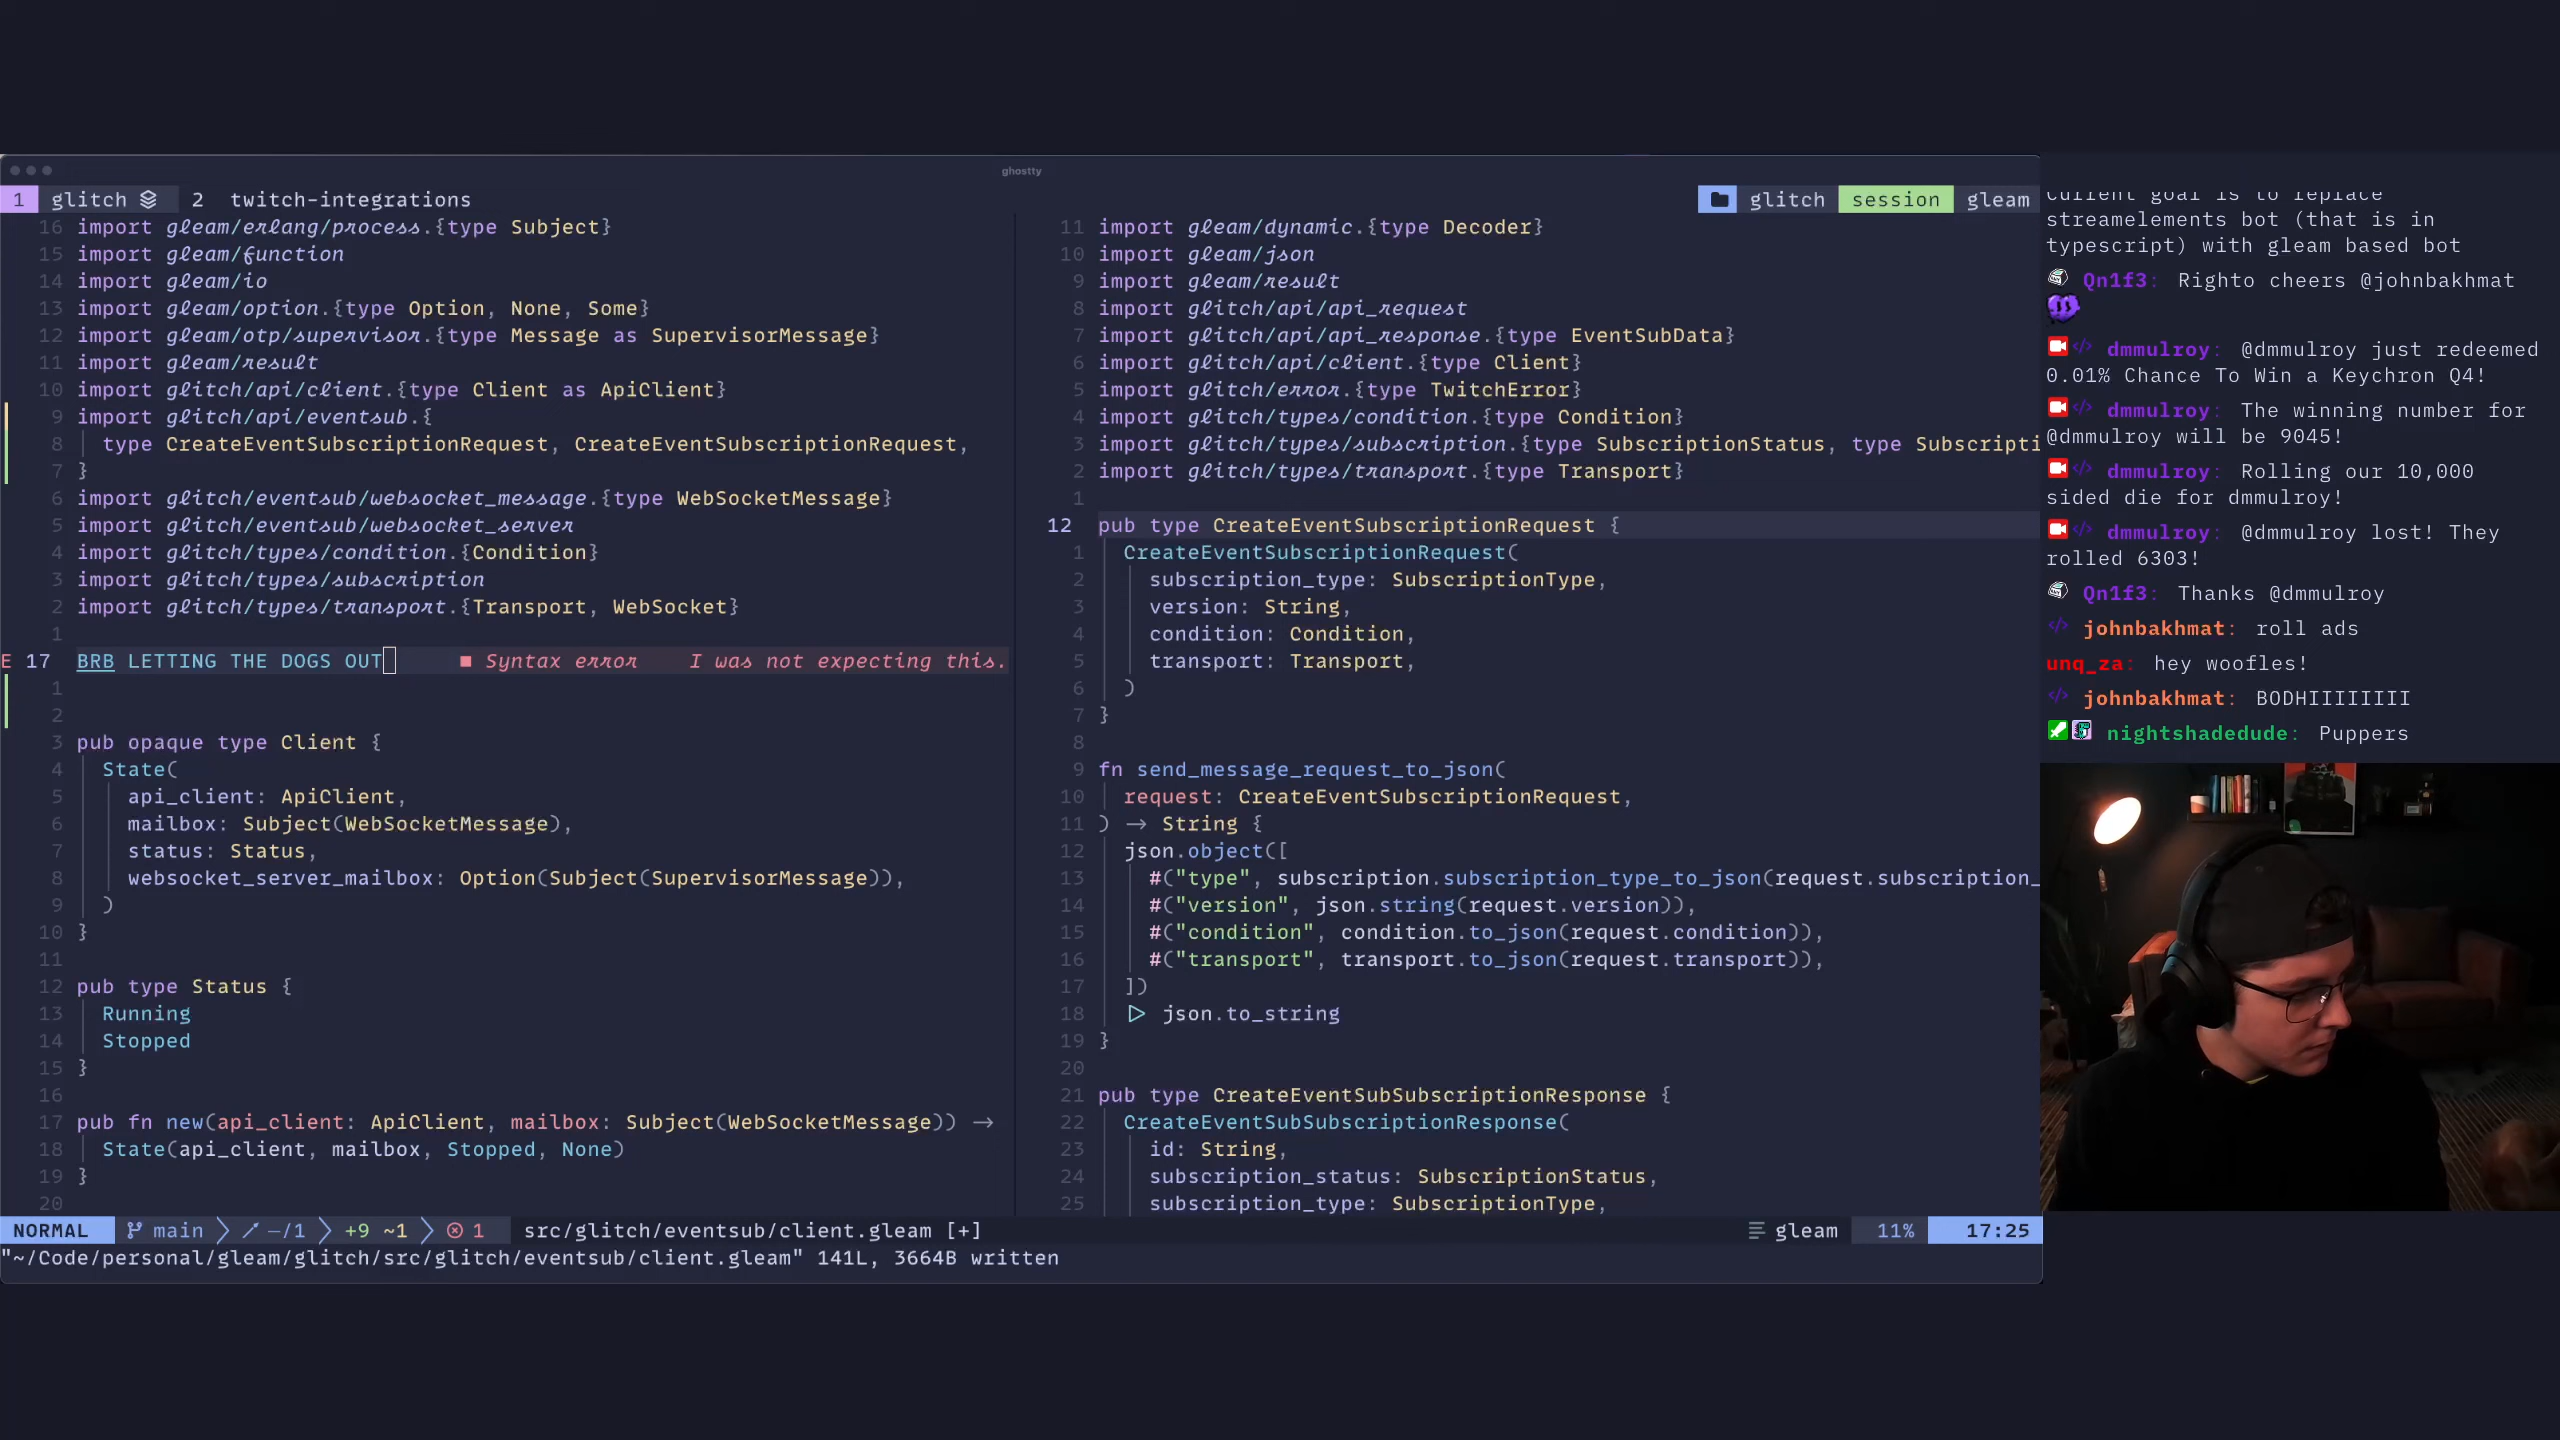 ghostty
1 glitch 2 twitch-integrations
glitch session gleam
16 import gleam/erlang/process.{type Subject}
15 import gleam/function
14 import gleam/io
13 import gleam/option.{type Option, None, Some}
12 import gleam/otp/supervisor.{type Message as SupervisorMessage}
11 import gleam/result
10 import glitch/api/client.{type Client as ApiClient}
9 import glitch/api/eventsub.{
8 type CreateEventSubscriptionRequest, CreateEventSubscriptionRequest,
7 }
6 import glitch/eventsub/websocket_message.{type WebSocketMessage}
5 import glitch/eventsub/websocket_server
4 import glitch/types/condition.{Condition}
3 import glitch/types/subscription
2 import glitch/types/transport.{Transport, WebSocket}
1
E 17 BRB LETTING THE DOGS OUT ■ Syntax error I was not expecting this.
1
2
3 pub opaque type Client {
4 State(
5 api_client: ApiClient,
6 mailbox: Subject(WebSocketMessage),
7 status: Status,
8 websocket_server_mailbox: Option(Subject(SupervisorMessage)),
9 )
10 }
11
12 pub type Status {
13 Running
14 Stopped
15 }
16
17 pub fn new(api_client: ApiClient, mailbox: Subject(WebSocketMessage)) →
18 State(api_client, mailbox, Stopped, None)
19 }
20
11 import gleam/dynamic.{type Decoder}
10 import gleam/json
9 import gleam/result
8 import glitch/api/api_request
7 import glitch/api/api_response.{type EventSubData}
6 import glitch/api/client.{type Client}
5 import glitch/error.{type TwitchError}
4 import glitch/types/condition.{type Condition}
3 import glitch/types/subscription.{type SubscriptionStatus, type Subscripti
2 import glitch/types/transport.{type Transport}
1
12 pub type CreateEventSubscriptionRequest {
1 CreateEventSubscriptionRequest(
2 subscription_type: SubscriptionType,
3 version: String,
4 condition: Condition,
5 transport: Transport,
6 )
7 }
8
9 fn send_message_request_to_json(
10 request: CreateEventSubscriptionRequest,
11 ) → String {
12 json.object([
13 #("type", subscription.subscription_type_to_json(request.subscription_
14 #("version", json.string(request.version)),
15 #("condition", condition.to_json(request.condition)),
16 #("transport", transport.to_json(request.transport)),
17 ])
18 ▷ json.to_string
19 }
20
21 pub type CreateEventSubSubscriptionResponse {
22 CreateEventSubSubscriptionResponse(
23 id: String,
24 subscription_status: SubscriptionStatus,
25 subscription_type: SubscriptionType,
NORMAL main —/1 +9 ~1 1 src/glitch/eventsub/client.gleam [+] gleam 11% 17:25
"~/Code/personal/gleam/glitch/src/glitch/eventsub/client.gleam" 141L, 3664B written
Current goal is to replace
streamelements bot (that is in
typescript) with gleam based bot
Qn1f3: Righto cheers @johnbakhmat
dmmulroy: @dmmulroy just redeemed
0.01% Chance To Win a Keychron Q4!
dmmulroy: The winning number for
@dmmulroy will be 9045!
dmmulroy: Rolling our 10,000
sided die for dmmulroy!
dmmulroy: @dmmulroy lost! They
rolled 6303!
Qn1f3: Thanks @dmmulroy
johnbakhmat: roll ads
unq_za: hey woofles!
johnbakhmat: BODHIIIIIIII
nightshadedude: Puppers